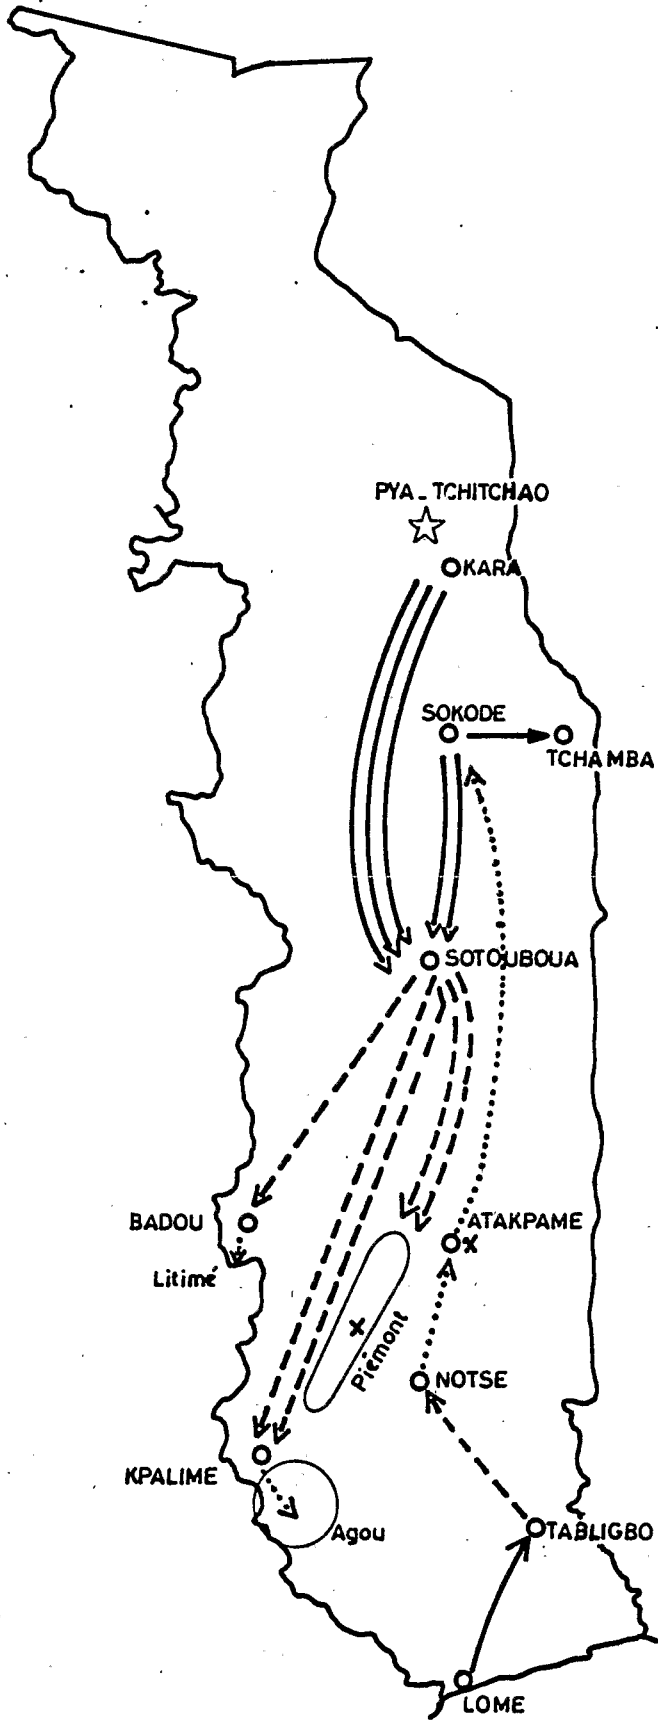 PYA_TCHITCHAO
KARA
SOKODE
TCHAMBA
SOTOUBOUA
BADOU
ATAKPAME
Litimé
Piémont
NOTSE
KPALIME
Agou
TABLIGBO
LOME